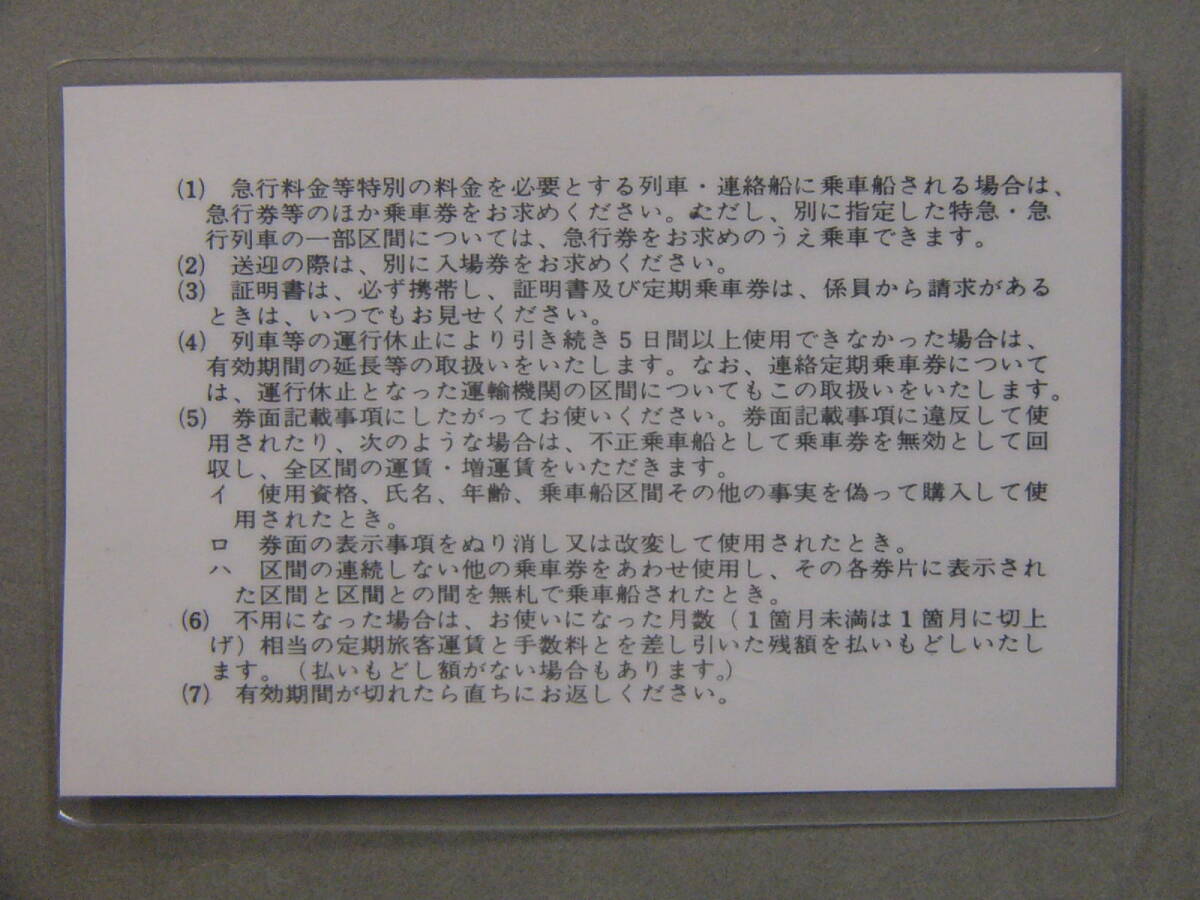 (1) 急行料金等特別の料金を必要とする列車・連絡船に乗車船される場合は、
急行券等のほか乗車券をお求めください。ただし、別に指定した特急・急
行列車の一部区間については、急行券をお求めのうえ乗車できます。
(2) 送迎の際は、別に入場券をお求めください。
(3) 証明書は、必ず携帯し、証明書及び定期乗車券は、係員から請求がある
ときは、いつでもお見せください。
(4) 列車等の運行休止により引き続き5日間以上使用できなかった場合は、
有効期間の延長等の取扱いをいたします。なお、連絡定期乗車券について
は、運行休止となった運輸機関の区間についてもこの取扱いをいたします。
(5) 券面記載事項にしたがってお使いください。券面記載事項に違反して使
用されたり、次のような場合は、不正乗車船として乗車券を無効として回
収し、全区間の運賃・増運賃をいただきます。
イ 使用資格、氏名、年齢、乗車船区間その他の事実を偽って購入して使
用されたとき。
ロ 券面の表示事項をぬり消し又は改変して使用されたとき。
ハ 区間の連続しない他の乗車券をあわせ使用し、その各券片に表示され
た区間と区間との間を無札で乗車船されたとき。
(6) 不用になった場合は、お使いになった月数(1箇月未満は1箇月に切上
げ)相当の定期旅客運賃と手数料とを差し引いた残額を払いもどしいたし
ます。(払いもどし額がない場合もあります。)
(7) 有効期間が切れたら直ちにお返しください。